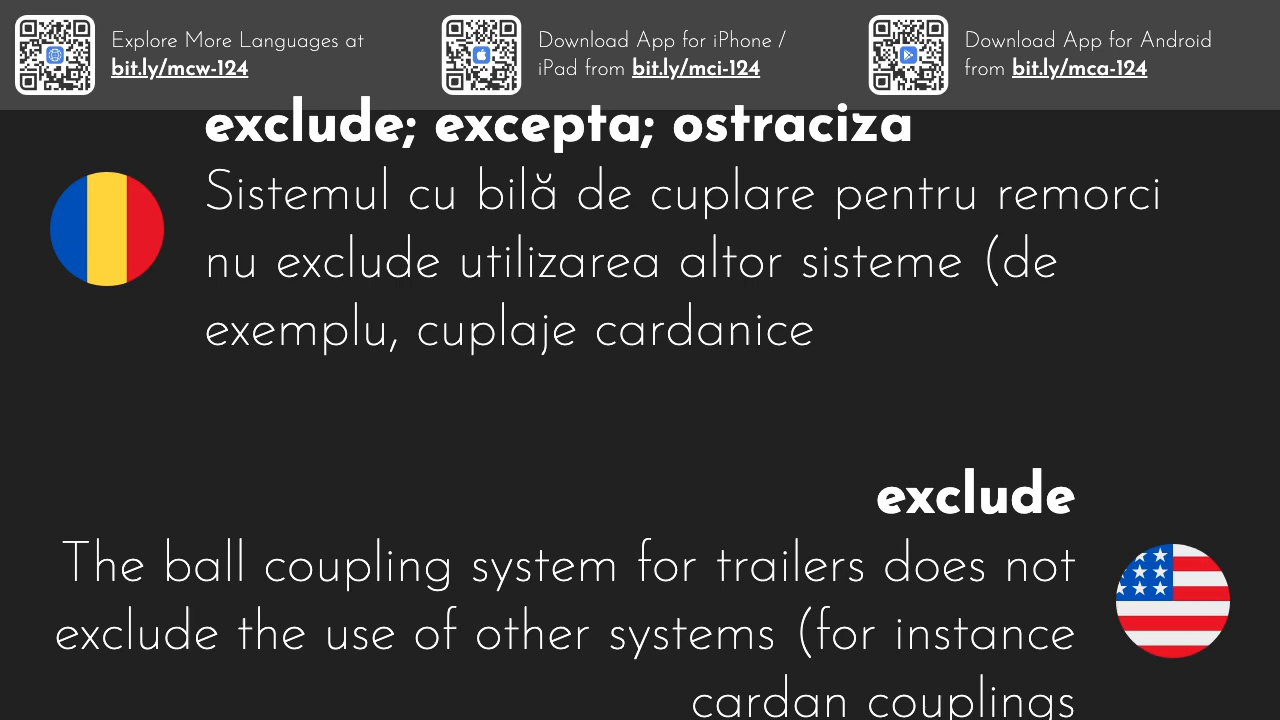 Explore More Languages at
bit.ly/mcw-124
Download App for iPhone /
iPad from bit.ly/mci-124
Download App for Android
from bit.ly/mca-124
exclude; excepta; ostraciza
Sistemul cu bilă de cuplare pentru remorci
nu exclude utilizarea altor sisteme (de
exemplu, cuplaje cardanice
exclude
The ball coupling system for trailers does not
exclude the use of other systems (for instance
cardan couplings